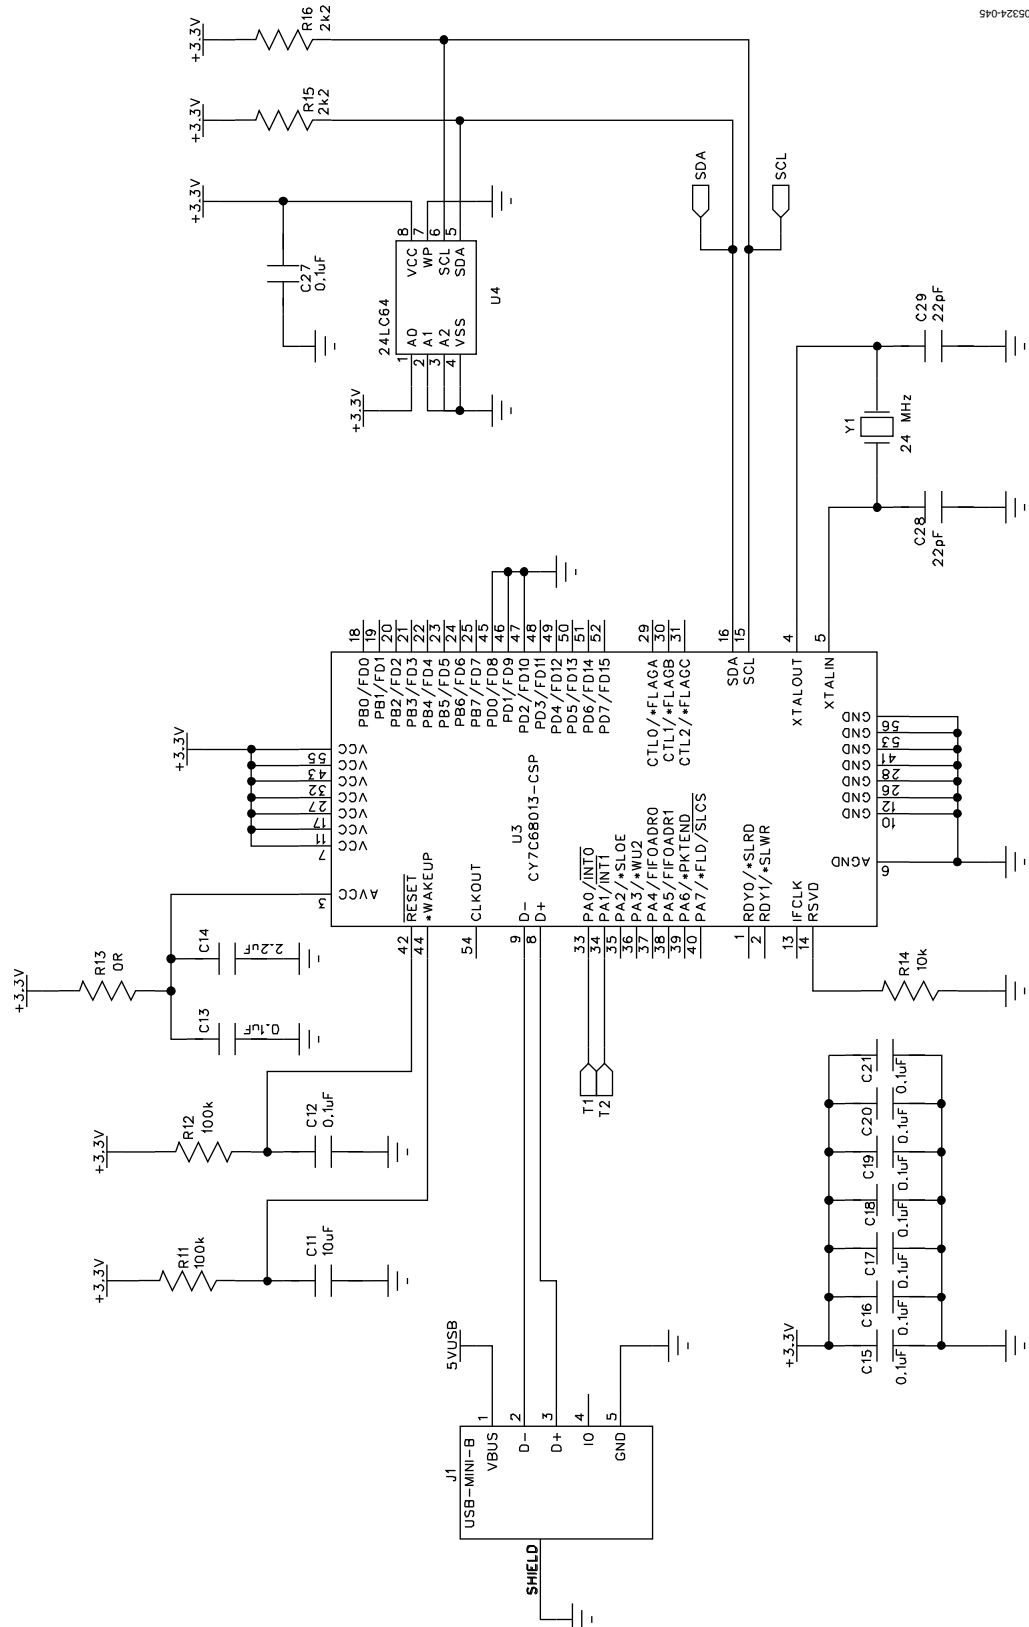 05324-045
+3.3V
R16
2k2
+3.3V
R15
2k2
+3.3V
C27
0.1uF
24LC64
U4
8 VCC
7 WP
6 SCL
5 SDA
1 A0
2 A1
3 A2
4 VSS
+3.3V
SDA
SCL
C29
22pF
Y1
24 MHz
C28
22pF
18 PB0/FD0
19 PB1/FD1
20 PB2/FD2
21 PB3/FD3
22 PB4/FD4
23 PB5/FD5
24 PB6/FD6
25 PB7/FD7
45 PD0/FD8
46 PD1/FD9
47 PD2/FD10
48 PD3/FD11
49 PD4/FD12
50 PD5/FD13
51 PD6/FD14
52 PD7/FD15
29 CTL0/*FLAGA
30 CTL1/*FLAGB
31 CTL2/*FLAGC
16 SDA
15 SCL
4 XTALOUT
5 XTALIN
U3
CY7C68013-CSP
+3.3V
VCC 55
VCC 43
VCC 32
VCC 27
VCC 17
VCC 11
VCC 7
AVCC 3
GND 56
GND 53
GND 41
GND 28
GND 26
GND 12
GND 10
AGND 6
42 RESET
44 *WAKEUP
54 CLKOUT
9 D-
8 D+
33 PA0/INT0
34 PA1/INT1
35 PA2/*SLOE
36 PA3/*WU2
37 PA4/FIFOADR0
38 PA5/FIFOADR1
39 PA6/*PKTEND
40 PA7/*FLD/SLCS
1 RDY0/*SLRD
2 RDY1/*SLWR
13 IFCLK
14 RSVD
+3.3V
R13
0R
C14
2.2uF
C13
0.1uF
+3.3V
R12
100k
C12
0.1uF
+3.3V
R11
100k
C11
10uF
T1
T2
R14
10k
+3.3V
C21
0.1uF
C20
0.1uF
C19
0.1uF
C18
0.1uF
C17
0.1uF
C16
0.1uF
C15
0.1uF
5VUSB
J1
USB-MINI-B
1 VBUS
2 D-
3 D+
4 IO
5 GND
SHIELD